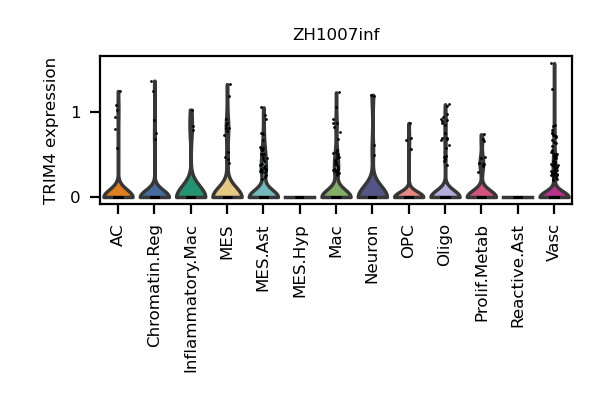 ZH1007inf
TRIM4 expression
1
0
AC
Chromatin.Reg
Inflammatory.Mac
MES
MES.Ast
MES.Hyp
Mac
Neuron
OPC
Oligo
Prolif.Metab
Reactive.Ast
Vasc